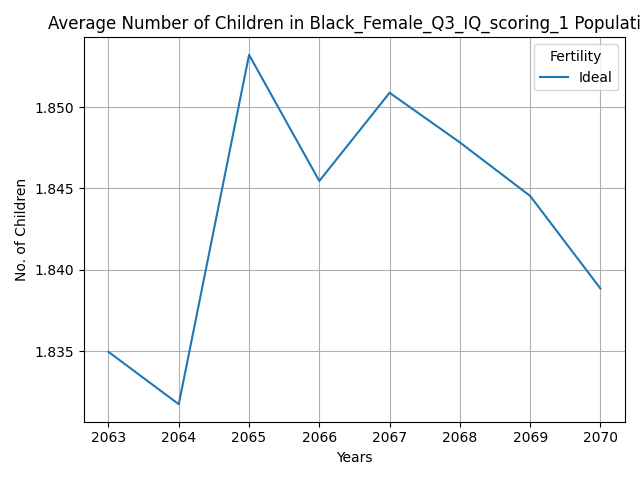 Average Number of Children in Black_Female_Q3_IQ_scoring_1 Populati
Fertility
Ideal
No. of Children
1.850
1.845
1.840
1.835
2063 2064 2065 2066 2067 2068 2069 2070
Years